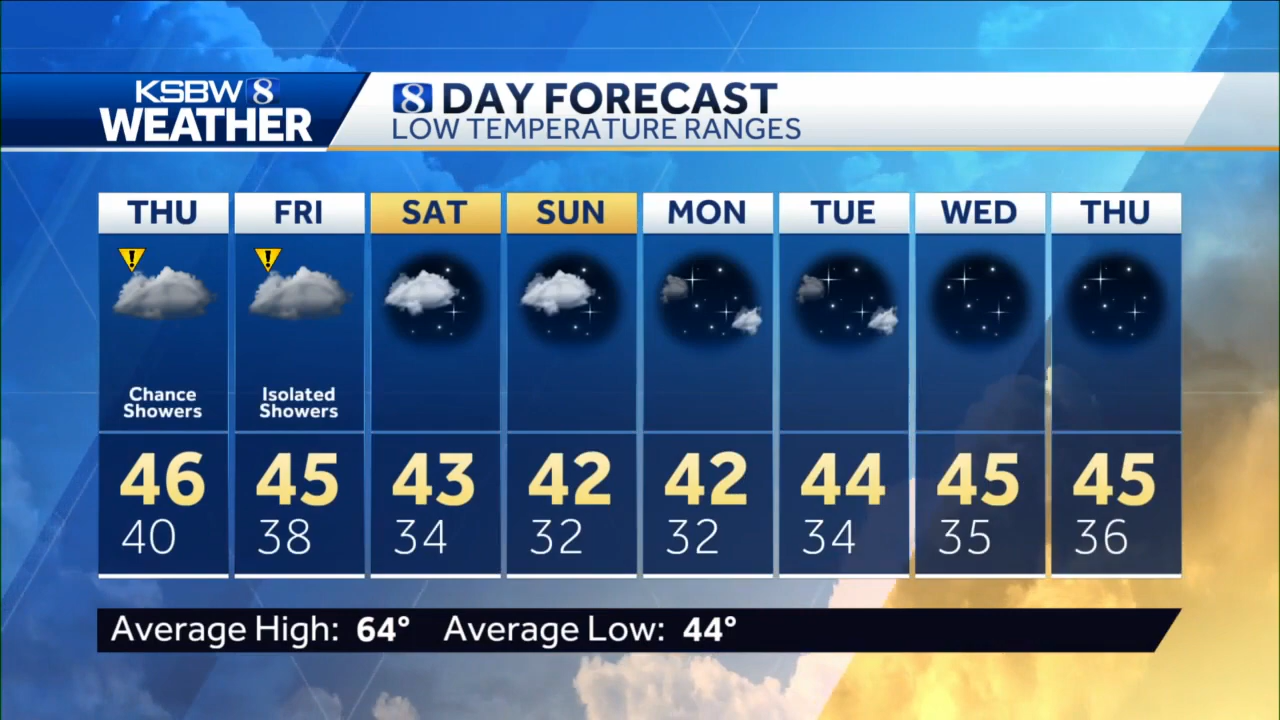 KSBW 8
WEATHER
8 DAY FORECAST
LOW TEMPERATURE RANGES
THU FRI SAT SUN MON TUE WED THU
! !
Chance Isolated
Showers Showers
46 45 43 42 42 44 45 45
40 38 34 32 32 34 35 36
Average High: 64° Average Low: 44°